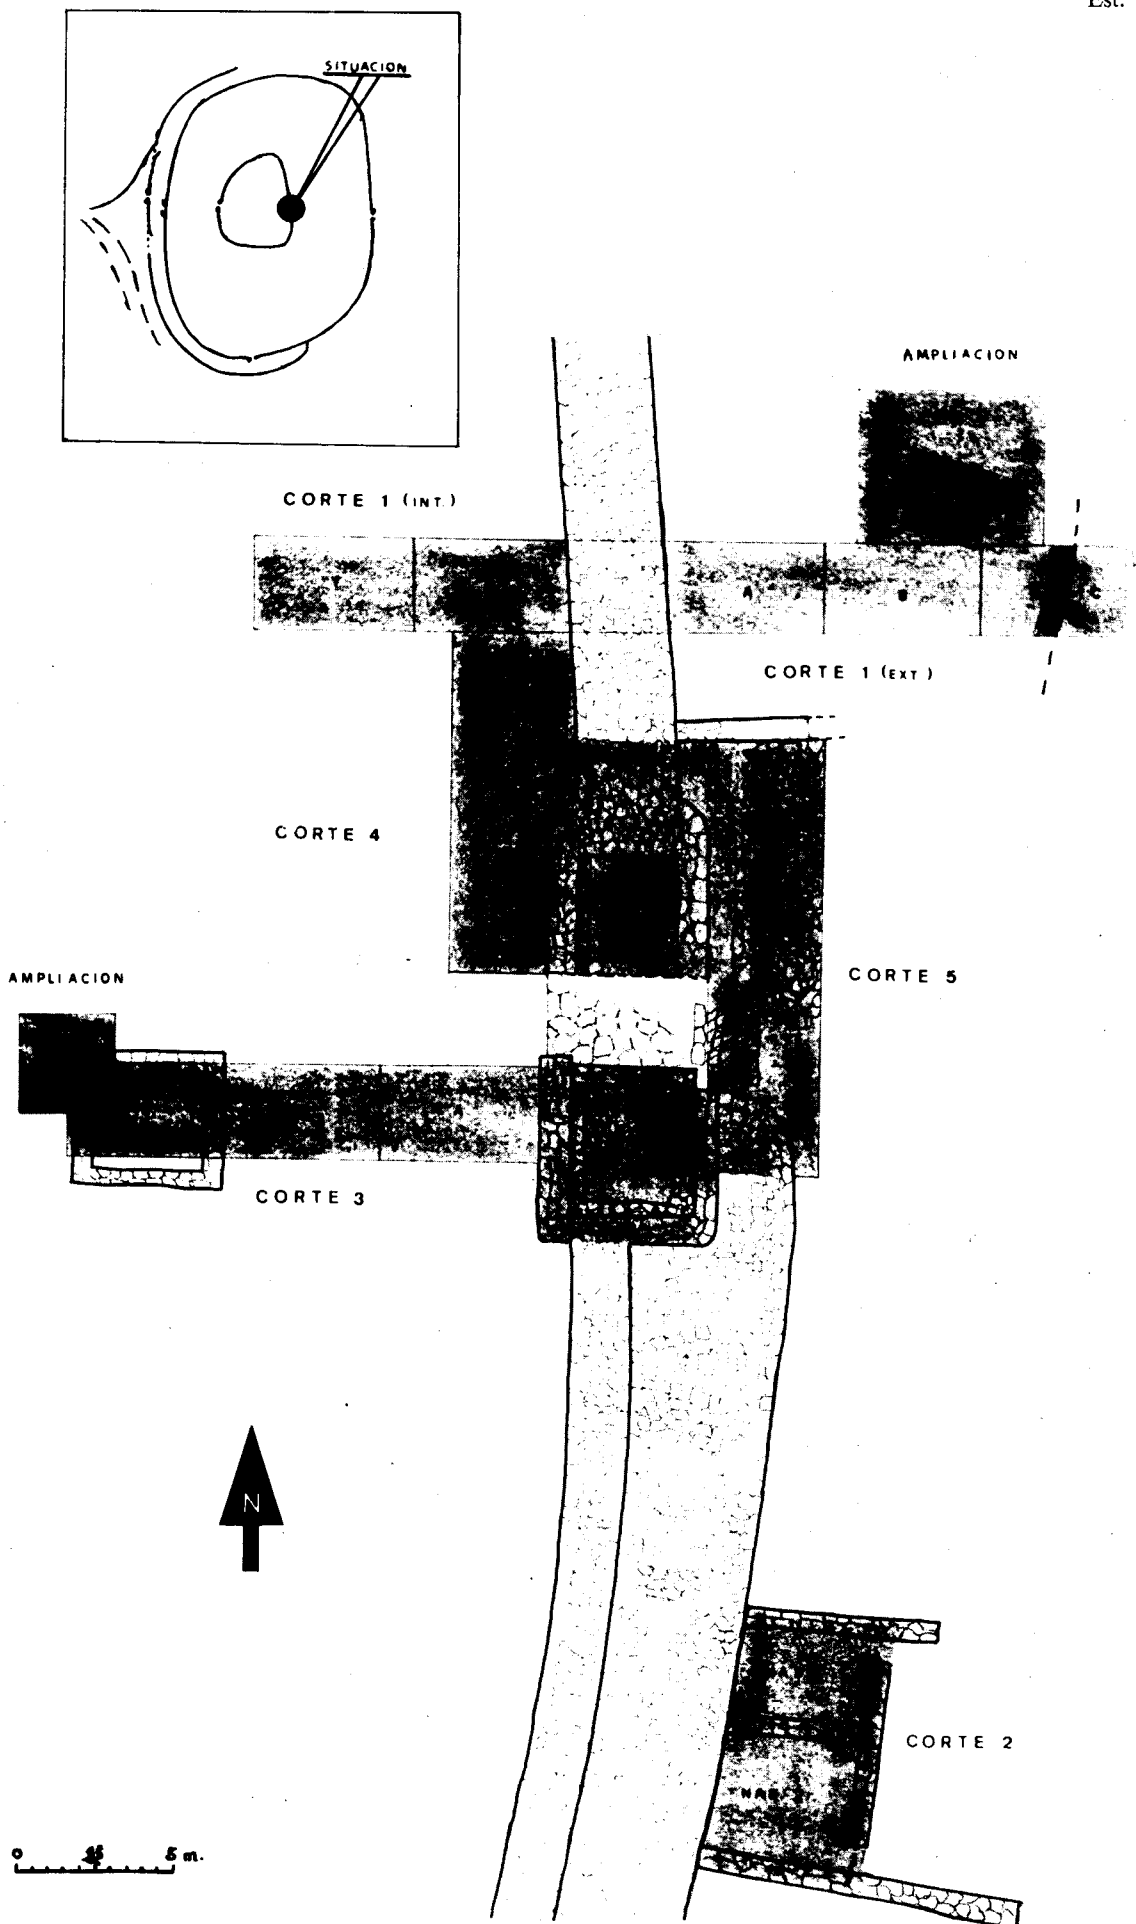 Est.
SITUACION
AMPLIACION
CORTE 1 (INT.)
A
B
C
CORTE 1 (EXT)
CORTE 4
AMPLIACION
CORTE 5
CORTE 3
N
CORTE 2
0
5 m.